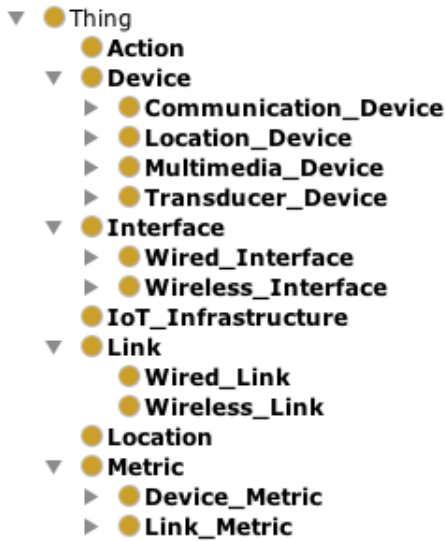 Thing
Action
Device
Communication_Device
Location_Device
Multimedia_Device
Transducer_Device
Interface
Wired_Interface
Wireless_Interface
IoT_Infrastructure
Link
Wired_Link
Wireless_Link
Location
Metric
Device_Metric
Link_Metric